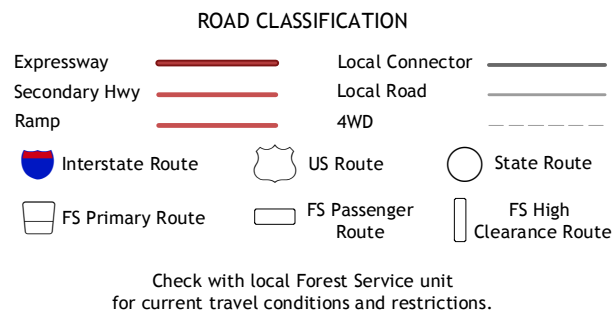 ROAD CLASSIFICATION
Expressway
Local Connector
Secondary Hwy
Local Road
Ramp
4WD
Interstate Route
US Route
State Route
FS Primary Route
FS Passenger
Route
FS High
Clearance Route
Check with local Forest Service unit
for current travel conditions and restrictions.